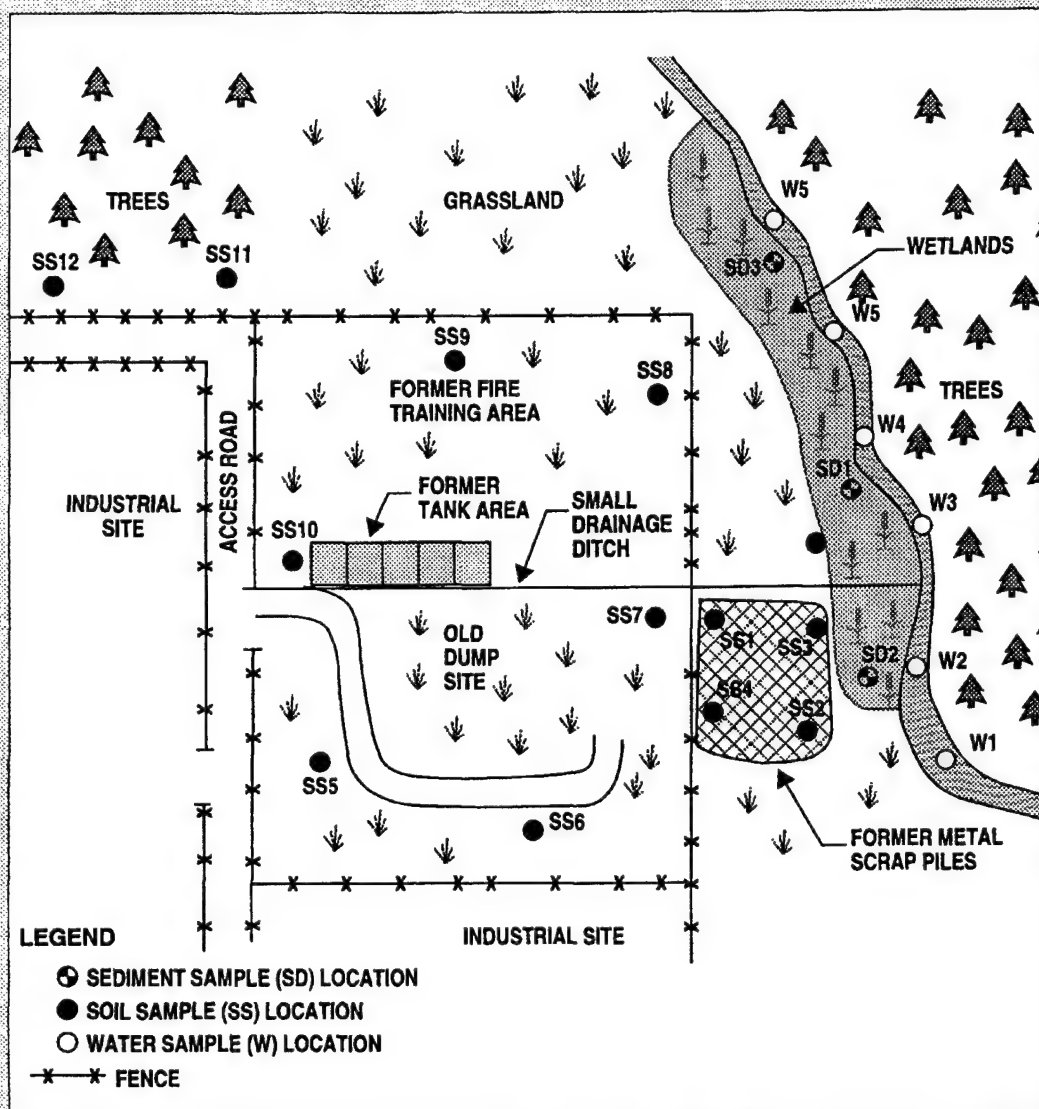 W5
TREES
GRASSLAND
WETLANDS
SS12
SS11
SD3
W5
SS9
SS8
FORMER FIRE
TRAINING AREA
TREES
W4
ACCESS ROAD
SD1
INDUSTRIAL
SITE
FORMER
TANK AREA
SMALL
DRAINAGE
DITCH
W3
SS10
SS7
OLD
DUMP
SITE
SS1
SS3
SD2
W2
SS4
SS2
W1
SS5
SS6
FORMER METAL
SCRAP PILES
INDUSTRIAL SITE
LEGEND
SEDIMENT SAMPLE (SD) LOCATION
SOIL SAMPLE (SS) LOCATION
WATER SAMPLE (W) LOCATION
FENCE